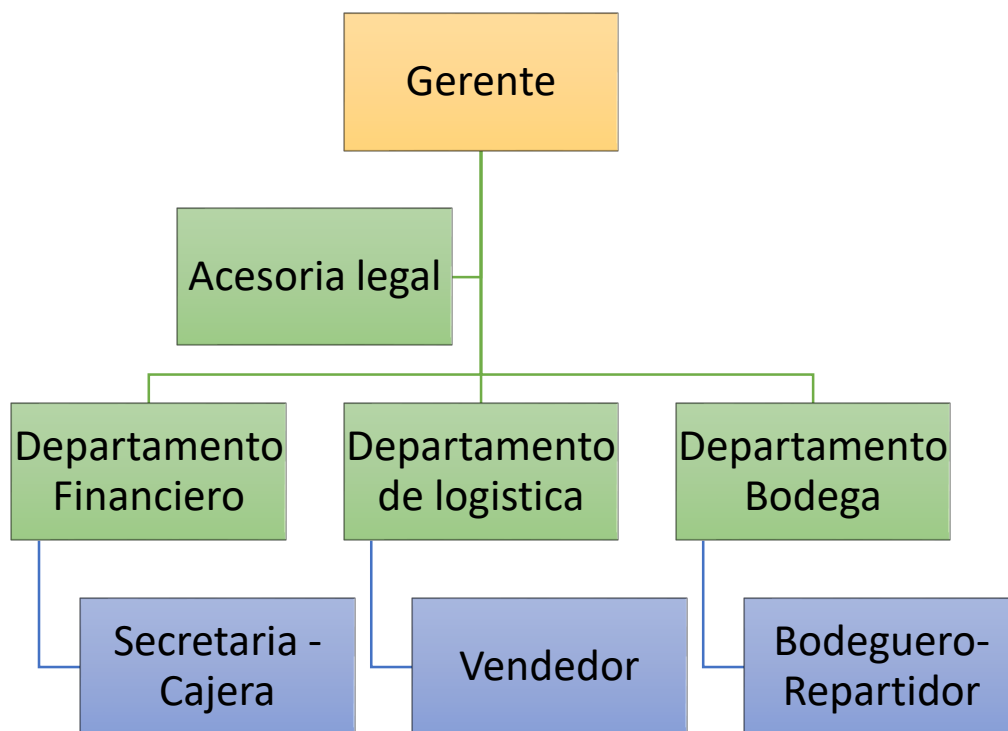 Gerente
Acesoria legal
Departamento
Financiero
Departamento
de logistica
Departamento
Bodega
Secretaria -
Cajera
Vendedor
Bodeguero-
Repartidor